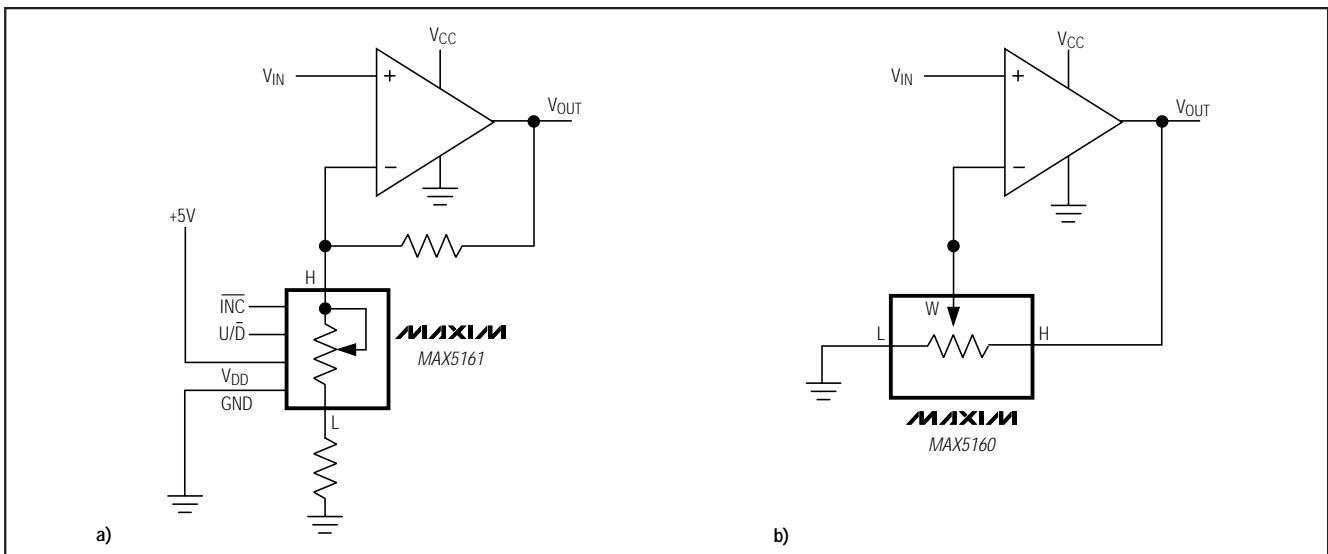 VCC
VIN
+
−
VOUT
+5V
H
INC
U/D
VDD
GND
L
MAXIM
MAX5161
a)
VCC
VIN
+
−
VOUT
W
L
H
MAXIM
MAX5160
b)